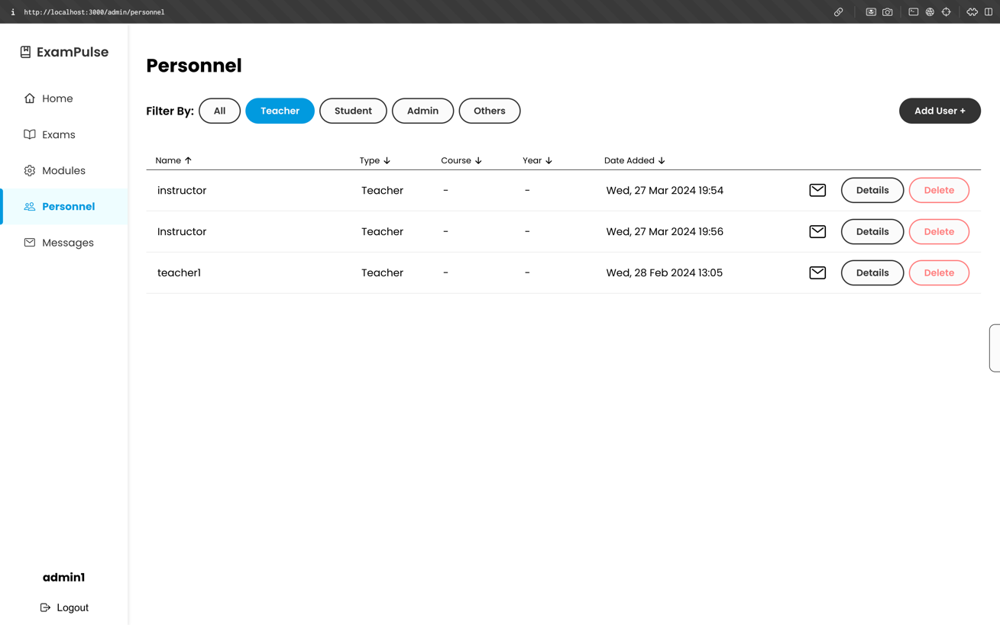 http://localhost:3000/admin/personnel
ExamPulse
Home
Exams
Modules
Personnel
Messages
admin1
Logout
Personnel
Filter By: All Teacher Student Admin Others Add User +
Name ↑ Type ↓ Course ↓ Year ↓ Date Added ↓
instructor Teacher - - Wed, 27 Mar 2024 19:54 Details Delete
Instructor Teacher - - Wed, 27 Mar 2024 19:56 Details Delete
teacher1 Teacher - - Wed, 28 Feb 2024 13:05 Details Delete